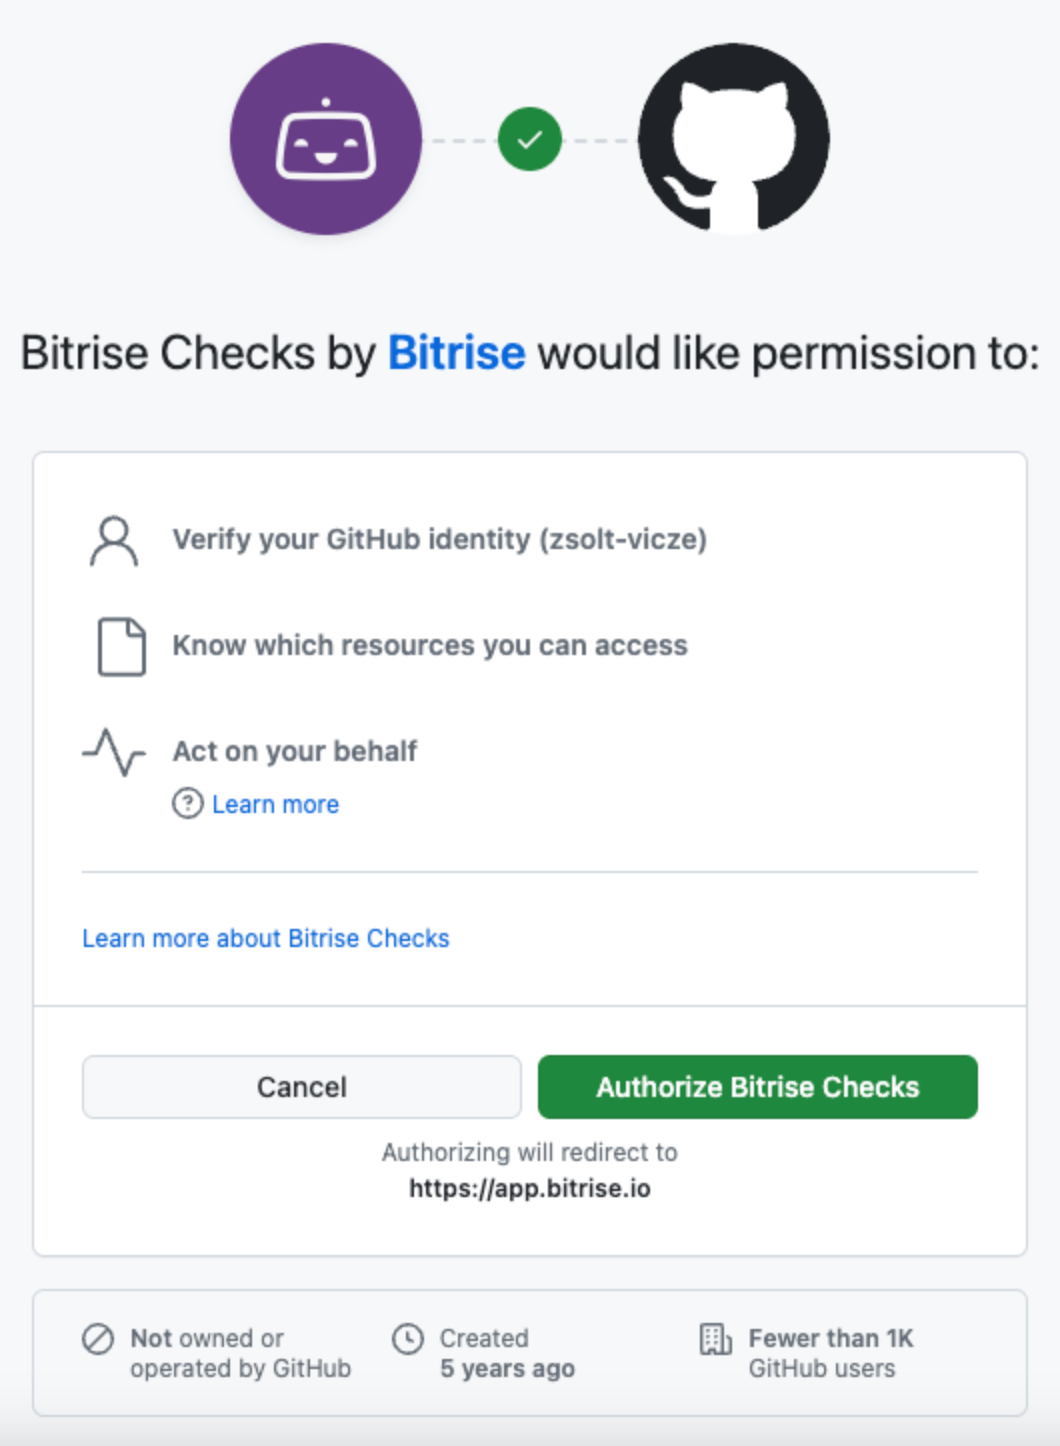 Bitrise Checks by Bitrise would like permission to:
Verify your GitHub identity (zsolt-vicze)
Know which resources you can access
Act on your behalf
Learn more
Learn more about Bitrise Checks
Cancel
Authorize Bitrise Checks
Authorizing will redirect to
https://app.bitrise.io
Not owned or
operated by GitHub
Created
5 years ago
Fewer than 1K
GitHub users